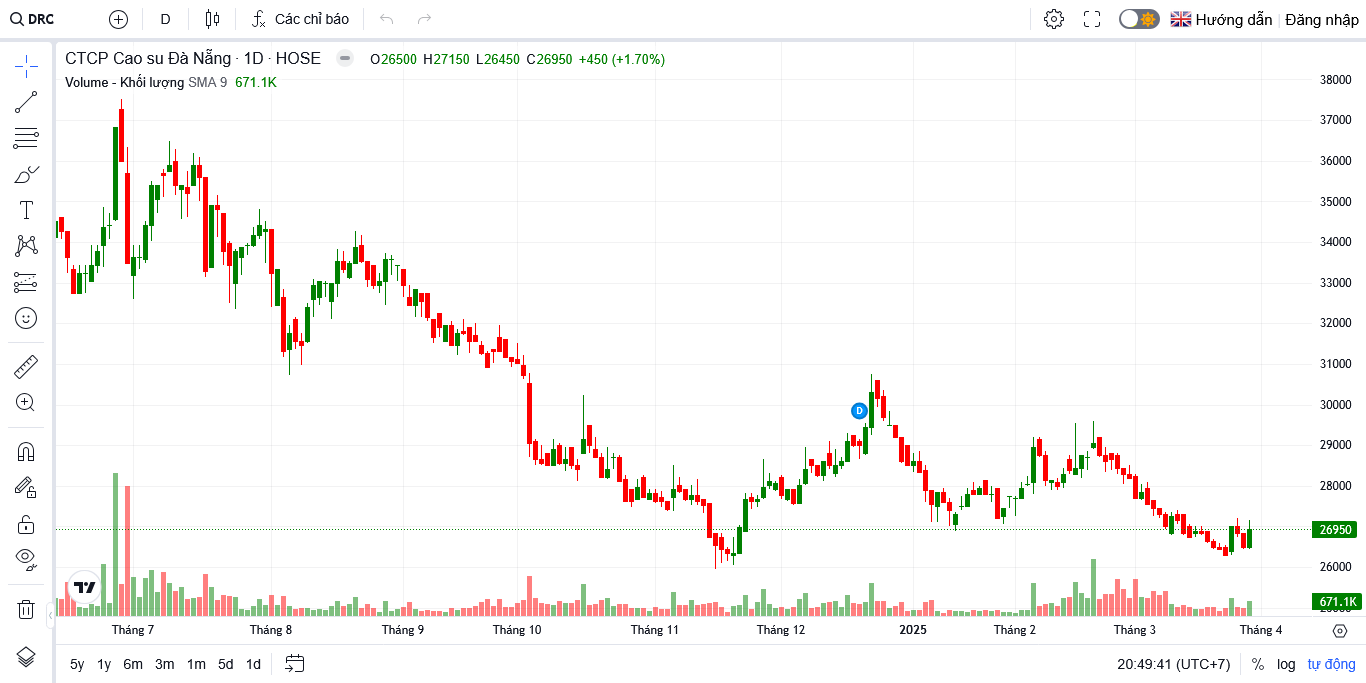 DRC D Các chỉ báo Hướng dẫn Đăng nhập
CTCP Cao su Đà Nẵng · 1D · HOSE O26500 H27150 L26450 C26950 +450 (+1.70%)
Volume - Khối lượng SMA 9 671.1K
38000
37000
36000
35000
34000
33000
32000
31000
30000
D
29000
28000
26950
26000
671.1K
Tháng 7 Tháng 8 Tháng 9 Tháng 10 Tháng 11 Tháng 12 2025 Tháng 2 Tháng 3 Tháng 4
5y 1y 6m 3m 1m 5d 1d 20:49:41 (UTC+7) % log tự động